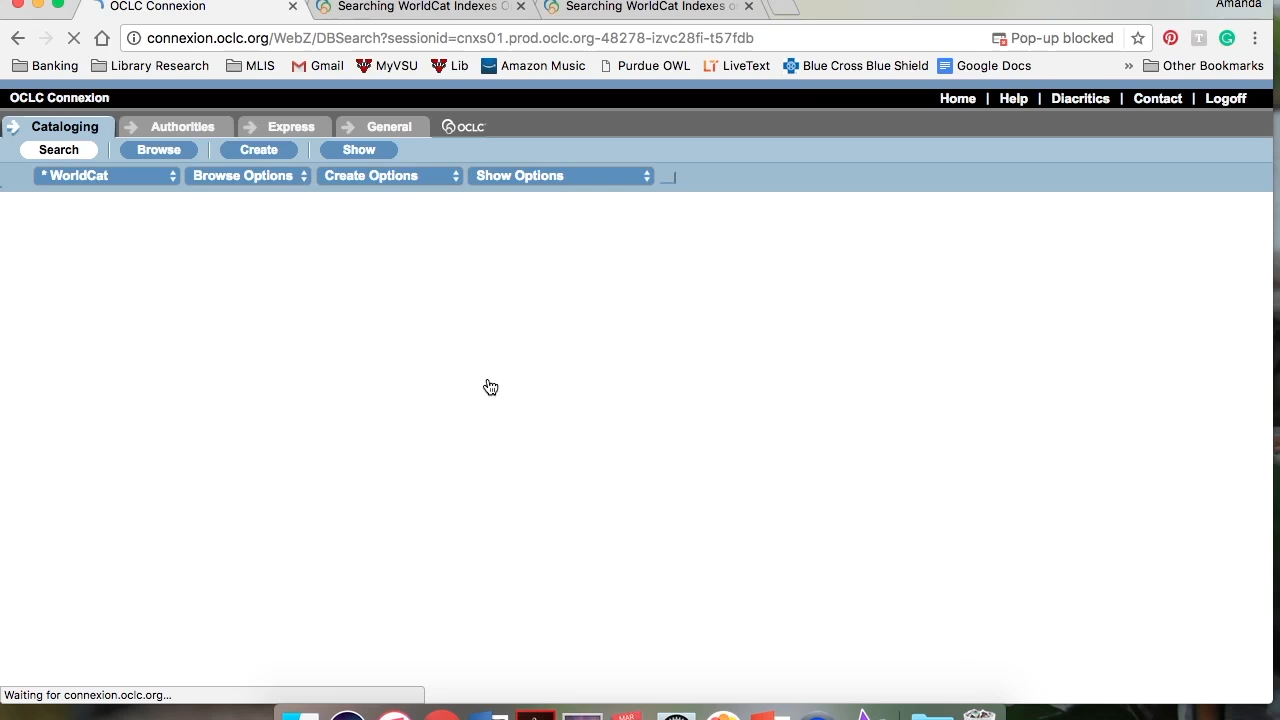 Amanda
OCLC Connexion
Searching WorldCat Indexes O
Searching WorldCat Indexes o
connexion.oclc.org/WebZ/DBSearch?sessionid=cnxs01.prod.oclc.org-48278-izvc28fi-t57fdb
Pop-up blocked
Banking Library Research MLIS Gmail MyVSU Lib Amazon Music Purdue OWL LiveText Blue Cross Blue Shield Google Docs » Other Bookmarks
OCLC Connexion
Home | Help | Diacritics | Contact | Logoff
Cataloging Authorities Express General OCLC
Search Browse Create Show
* WorldCat Browse Options Create Options Show Options
Waiting for connexion.oclc.org...
MAR